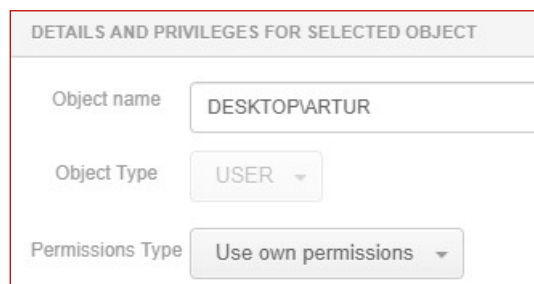 DETAILS AND PRIVILEGES FOR SELECTED OBJECT
Object name DESKTOP\ARTUR
Object Type USER
Permissions Type Use own permissions